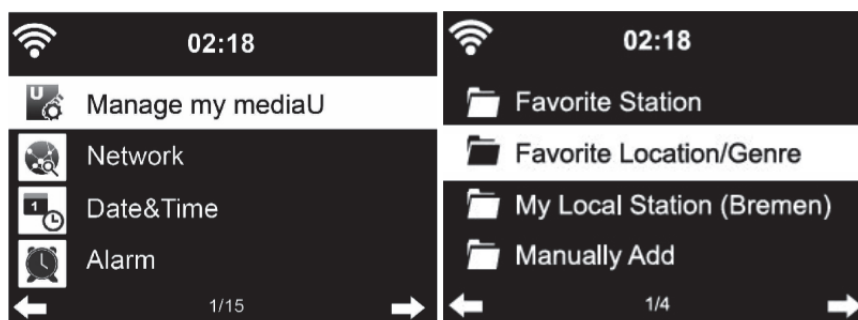 02:18
U
Manage my mediaU
Network
1
Date&Time
Alarm
1/15
02:18
Favorite Station
Favorite Location/Genre
My Local Station (Bremen)
Manually Add
1/4